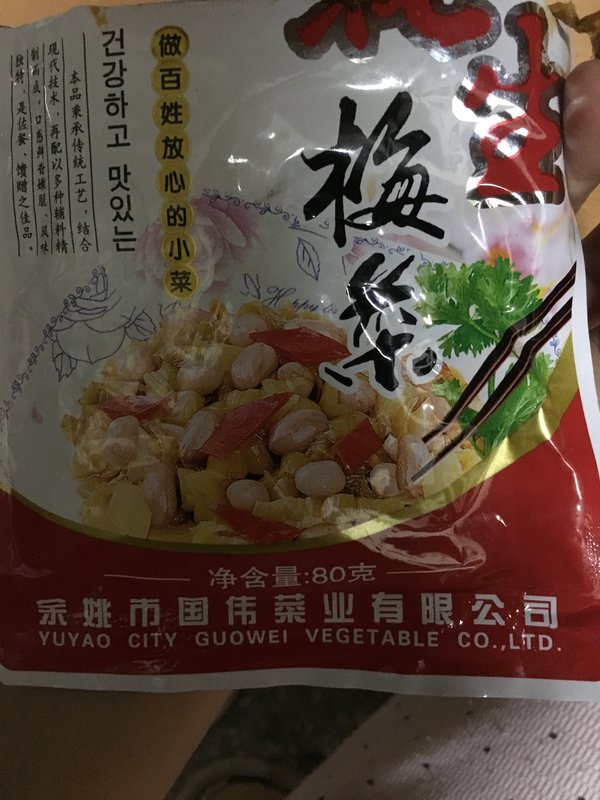 花生
梅菜
做百姓放心的小菜
건강하고 맛있는
本品秉承传统工艺，结合
现代技术，再配以多种辅料精
制而成，口感鲜香嫩脆、风味
独特，是佐餐、馈赠之佳品。
净含量:80克
余姚市国伟菜业有限公司
YUYAO CITY GUOWEI VEGETABLE CO.,LTD.